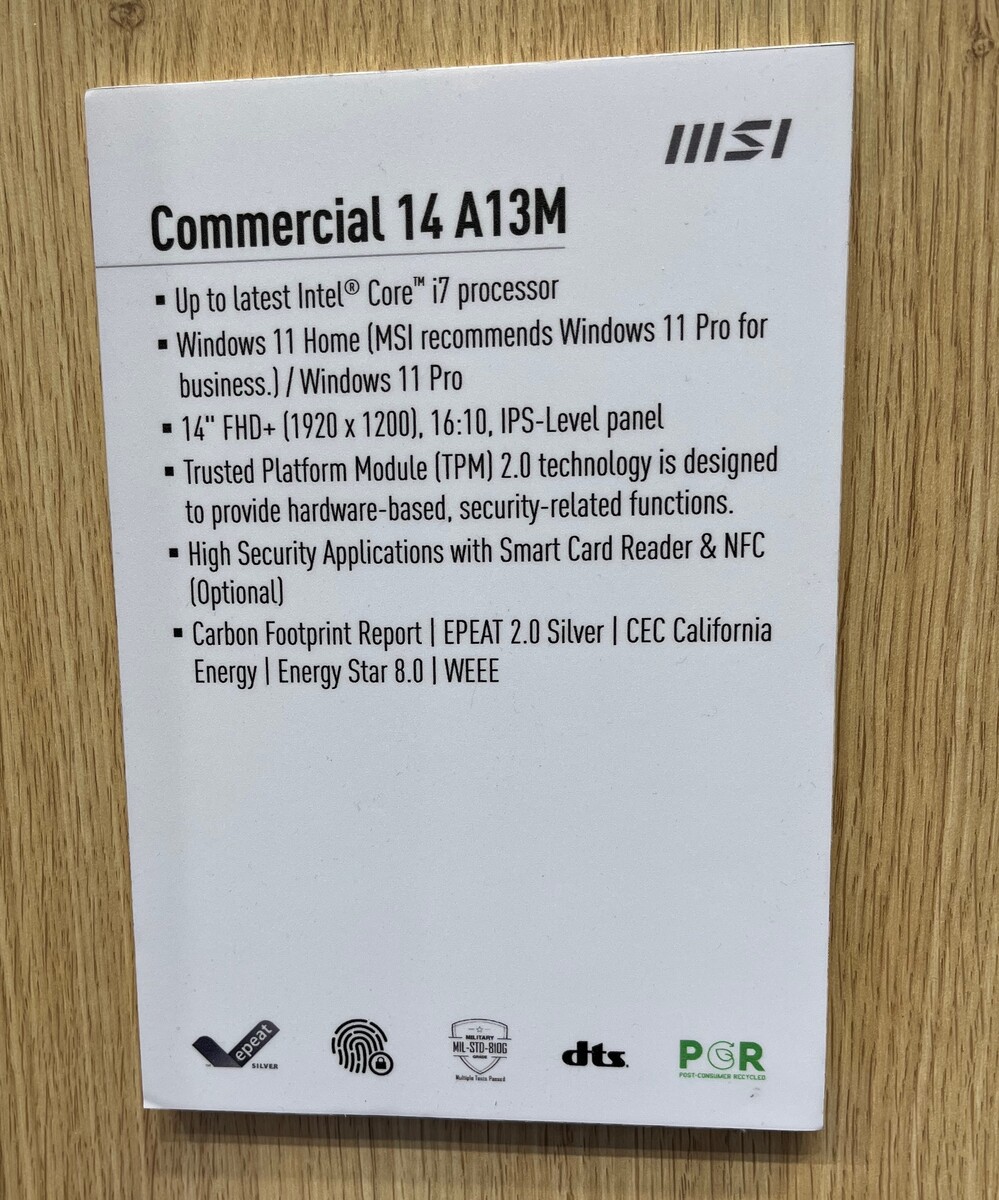 msi
Commercial 14 A13M
▪ Up to latest Intel® Core™ i7 processor
▪ Windows 11 Home (MSI recommends Windows 11 Pro for
business.) / Windows 11 Pro
▪ 14" FHD+ (1920 x 1200), 16:10, IPS-Level panel
▪ Trusted Platform Module (TPM) 2.0 technology is designed
to provide hardware-based, security-related functions.
▪ High Security Applications with Smart Card Reader & NFC
(Optional)
▪ Carbon Footprint Report | EPEAT 2.0 Silver | CEC California
Energy | Energy Star 8.0 | WEEE
epeat
SILVER
MILITARY
MIL-STD-810G
GRADE
Multiple Tests Passed
dts
PCR
POST-CONSUMER RECYCLED